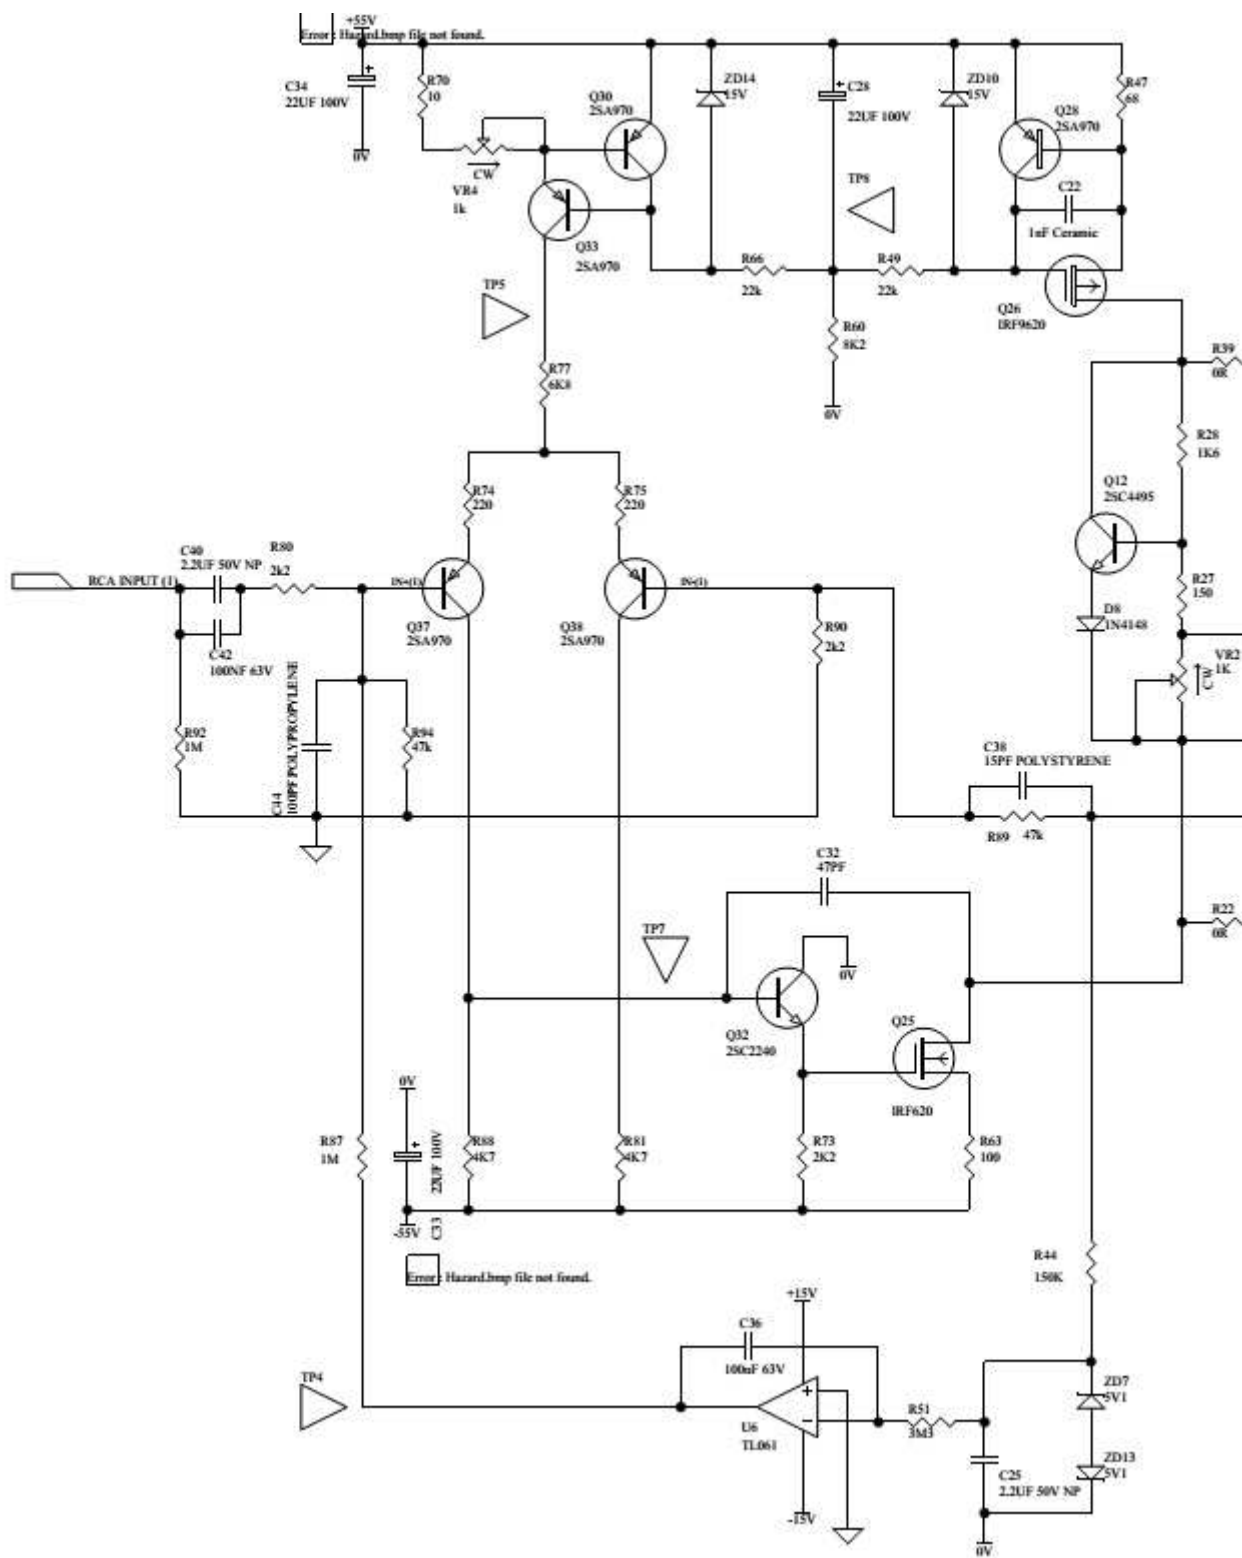 +55V
Error : Hazard.bmp file not found.
C34
22UF 100V
0V
R70
10
Q30
2SA970
ZD14
15V
C28
22UF 100V
ZD10
15V
Q28
2SA970
R47
68
CW
VR4
1k
TP8
C22
1nF Ceramic
Q33
2SA970
R66
22k
R49
22k
TP5
Q26
IRF9620
R60
8K2
0V
R39
0R
R77
6K8
R28
1K6
R74
220
R75
220
Q12
2SC4495
C40
2.2UF 50V NP
R80
2k2
RCA INPUT (1)
IN+(1)
IN-(1)
R27
150
Q37
2SA970
Q38
2SA970
R90
2k2
D8
1N4148
C42
100NF 63V
VR2
1K
CW
R92
1M
C44
100PF POLYPROPYLENE
R94
47k
C38
15PF POLYSTYRENE
R89
47k
C32
47PF
R22
0R
TP7
0V
Q32
2SC2240
Q25
IRF620
0V
R87
1M
22UF 100V
C33
R88
4K7
R81
4K7
R73
2K2
R63
100
-55V
Error : Hazard.bmp file not found.
R44
150K
+15V
C36
100nF 63V
TP4
U6
TL061
R51
3M3
ZD7
5V1
ZD13
5V1
C25
2.2UF 50V NP
-15V
0V